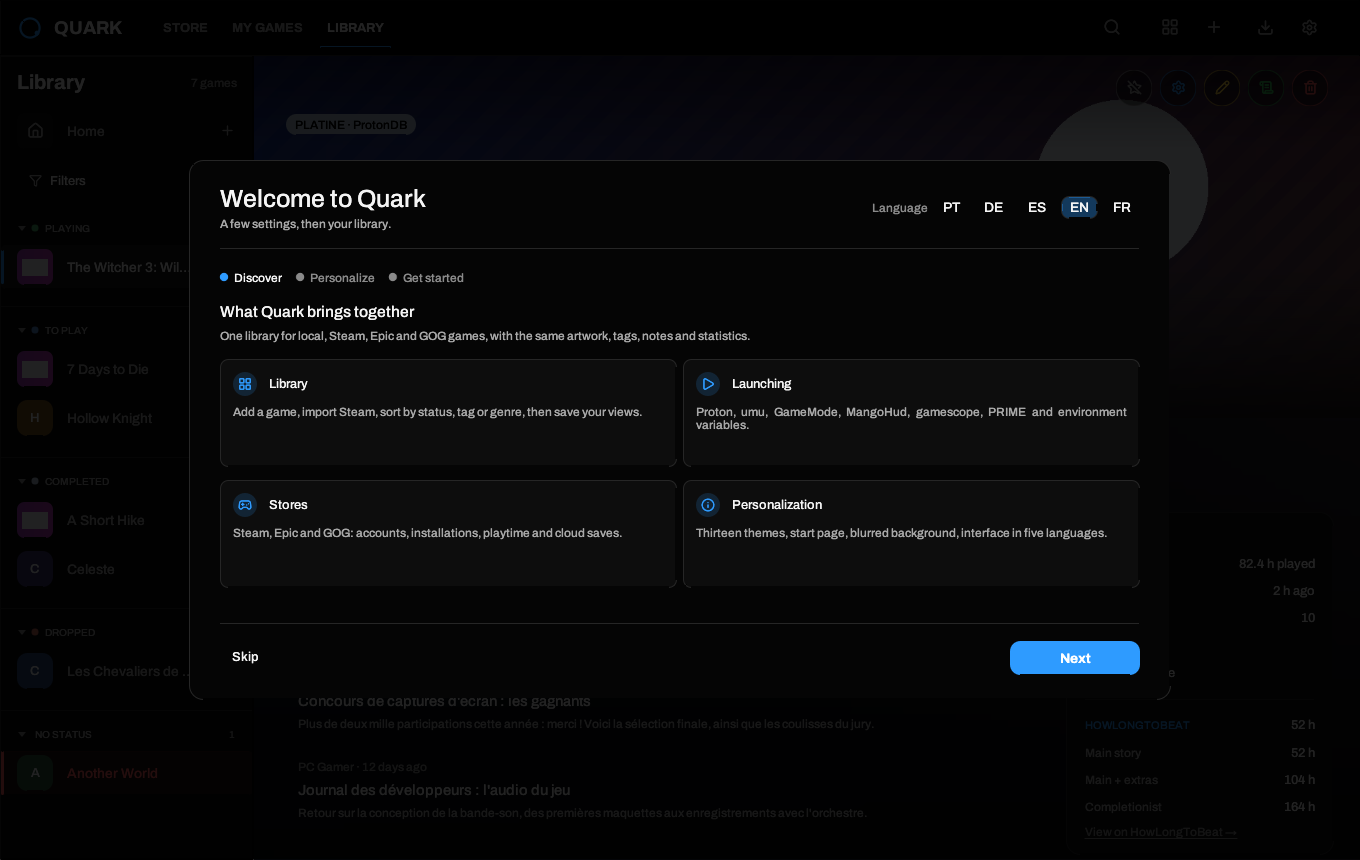 QUARK
STORE
MY GAMES
LIBRARY
Library
7 games
Home
Filters
PLAYING
The Witcher 3: Wil...
TO PLAY
7 Days to Die
H
Hollow Knight
COMPLETED
A Short Hike
C
Celeste
DROPPED
C
Les Chevaliers de ...
NO STATUS
1
A
Another World
PLATINE · ProtonDB
Welcome to Quark
A few settings, then your library.
Language
PT
DE
ES
EN
FR
Discover
Personalize
Get started
What Quark brings together
One library for local, Steam, Epic and GOG games, with the same artwork, tags, notes and statistics.
Library
Add a game, import Steam, sort by status, tag or genre, then save your views.
Launching
Proton, umu, GameMode, MangoHud, gamescope, PRIME and environment
variables.
Stores
Steam, Epic and GOG: accounts, installations, playtime and cloud saves.
Personalization
Thirteen themes, start page, blurred background, interface in five languages.
Skip
Next
82.4 h played
2 h ago
10
Concours de captures d'écran : les gagnants
Plus de deux mille participations cette année : merci ! Voici la sélection finale, ainsi que les coulisses du jury.
PC Gamer · 12 days ago
Journal des développeurs : l'audio du jeu
Retour sur la conception de la bande-son, des premières maquettes aux enregistrements avec l'orchestre.
HOWLONGTOBEAT
52 h
Main story
52 h
Main + extras
104 h
Completionist
164 h
View on HowLongToBeat →